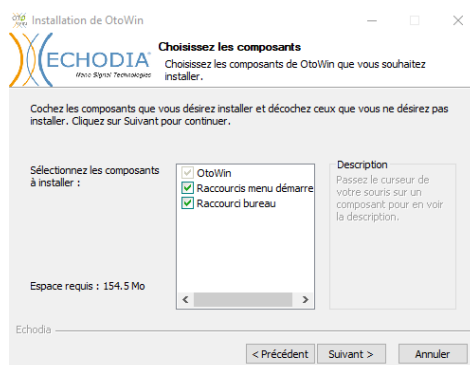 Installation de OtoWin
ECHODIA
Nano Signal Technologies
Choisissez les composants
Choisissez les composants de OtoWin que vous souhaitez
installer.
Cochez les composants que vous désirez installer et décochez ceux que vous ne désirez pas
installer. Cliquez sur Suivant pour continuer.
Sélectionnez les composants
à installer :
OtoWin
Raccourcis menu démarre
Raccourci bureau
Description
Passez le curseur de
votre souris sur un
composant pour en voir
la description.
Espace requis : 154.5 Mo
Echodia
< Précédent
Suivant >
Annuler